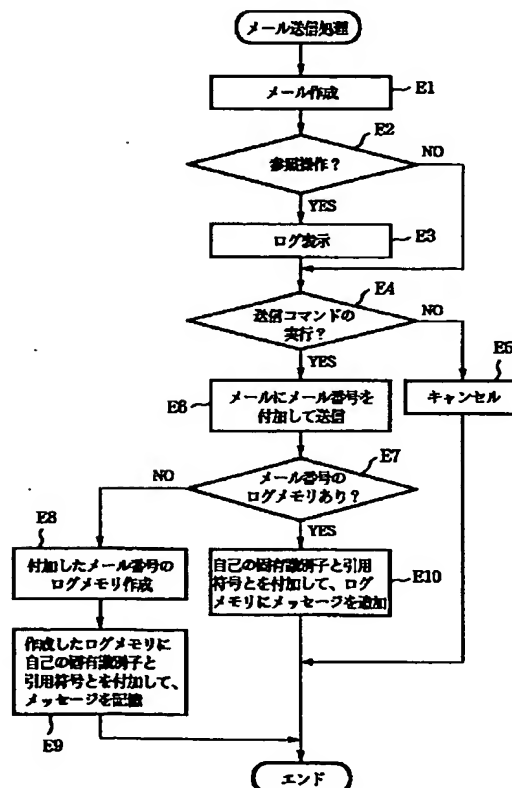 メール送信処理
メール作成
E1
E2
参照操作？
NO
YES
ログ表示
E3
E4
送信コマンドの
実行？
NO
YES
E5
キャンセル
E6
メールにメール番号を
付加して送信
E7
メール番号の
ログメモリあり？
NO
YES
E8
付加したメール番号の
ログメモリ作成
自己の固有識別子と引用
符号とを付加して、ログ
メモリにメッセージを追加
E10
作成したログメモリに
自己の固有識別子と
引用符号とを付加して、
メッセージを記憶
E9
エンド